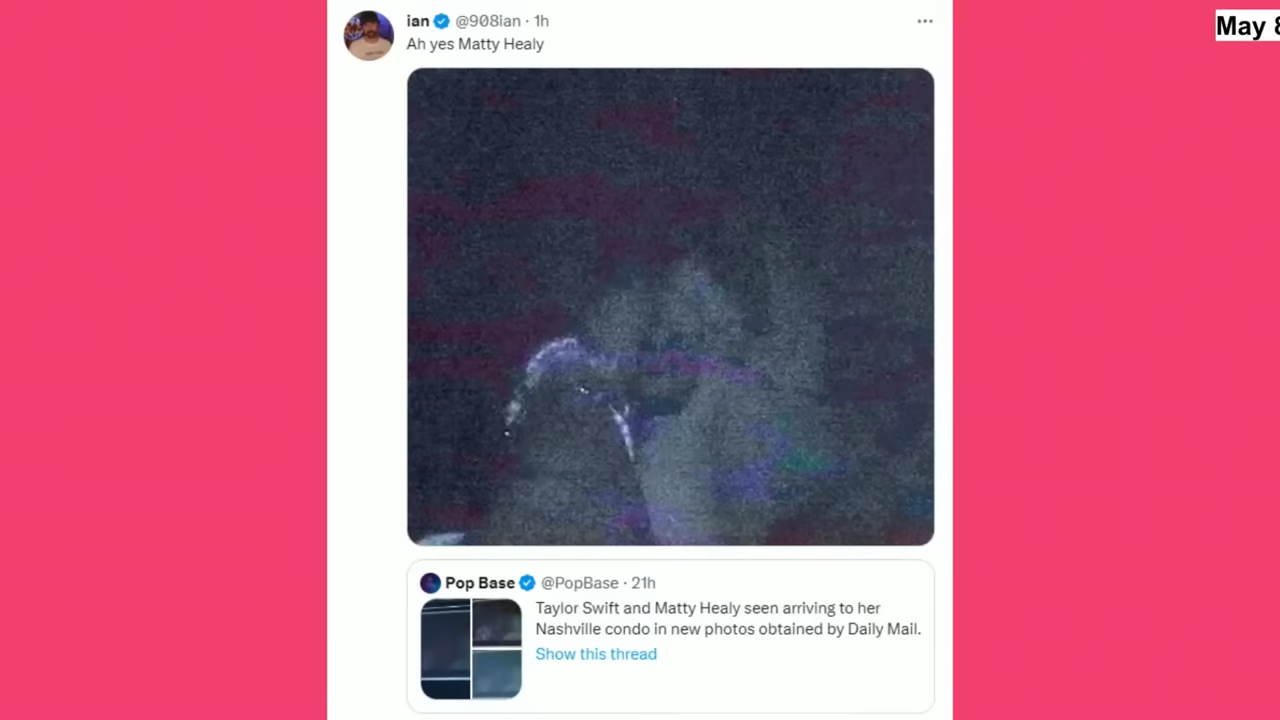 May 8
ian @908ian · 1h
Ah yes Matty Healy
Pop Base @PopBase · 21h
Taylor Swift and Matty Healy seen arriving to her
Nashville condo in new photos obtained by Daily Mail.
Show this thread